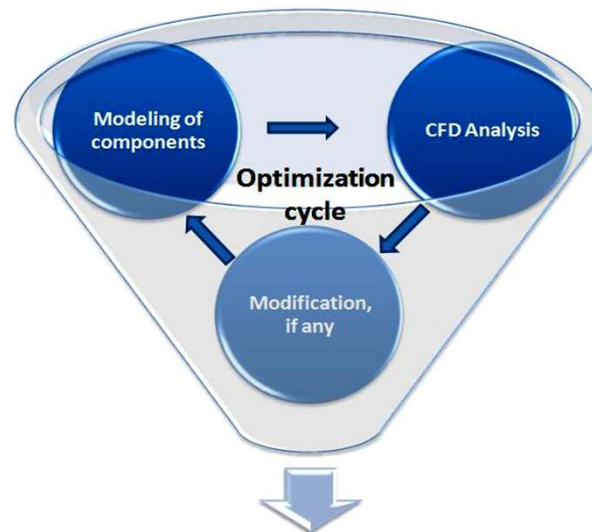 Modeling of
components
CFD Analysis
Optimization
cycle
Modification,
if any